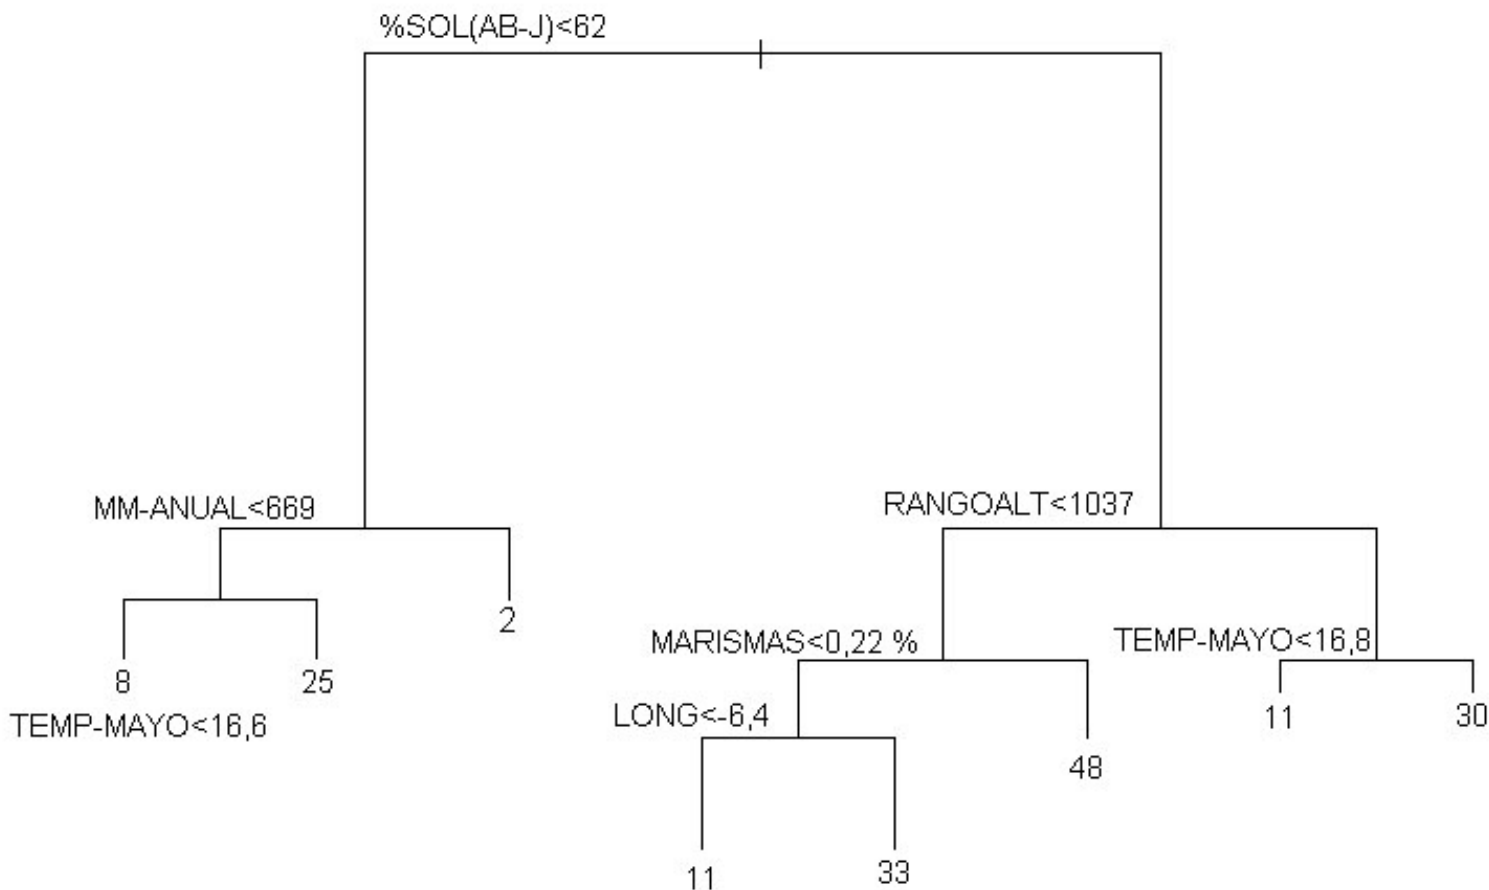 %SOL(AB-J)<62
MM-ANUAL<669
RANGOALT<1037
2
MARISMAS<0,22 %
TEMP-MAYO<16,8
8
25
TEMP-MAYO<16,6
LONG<-6,4
11
30
48
11
33